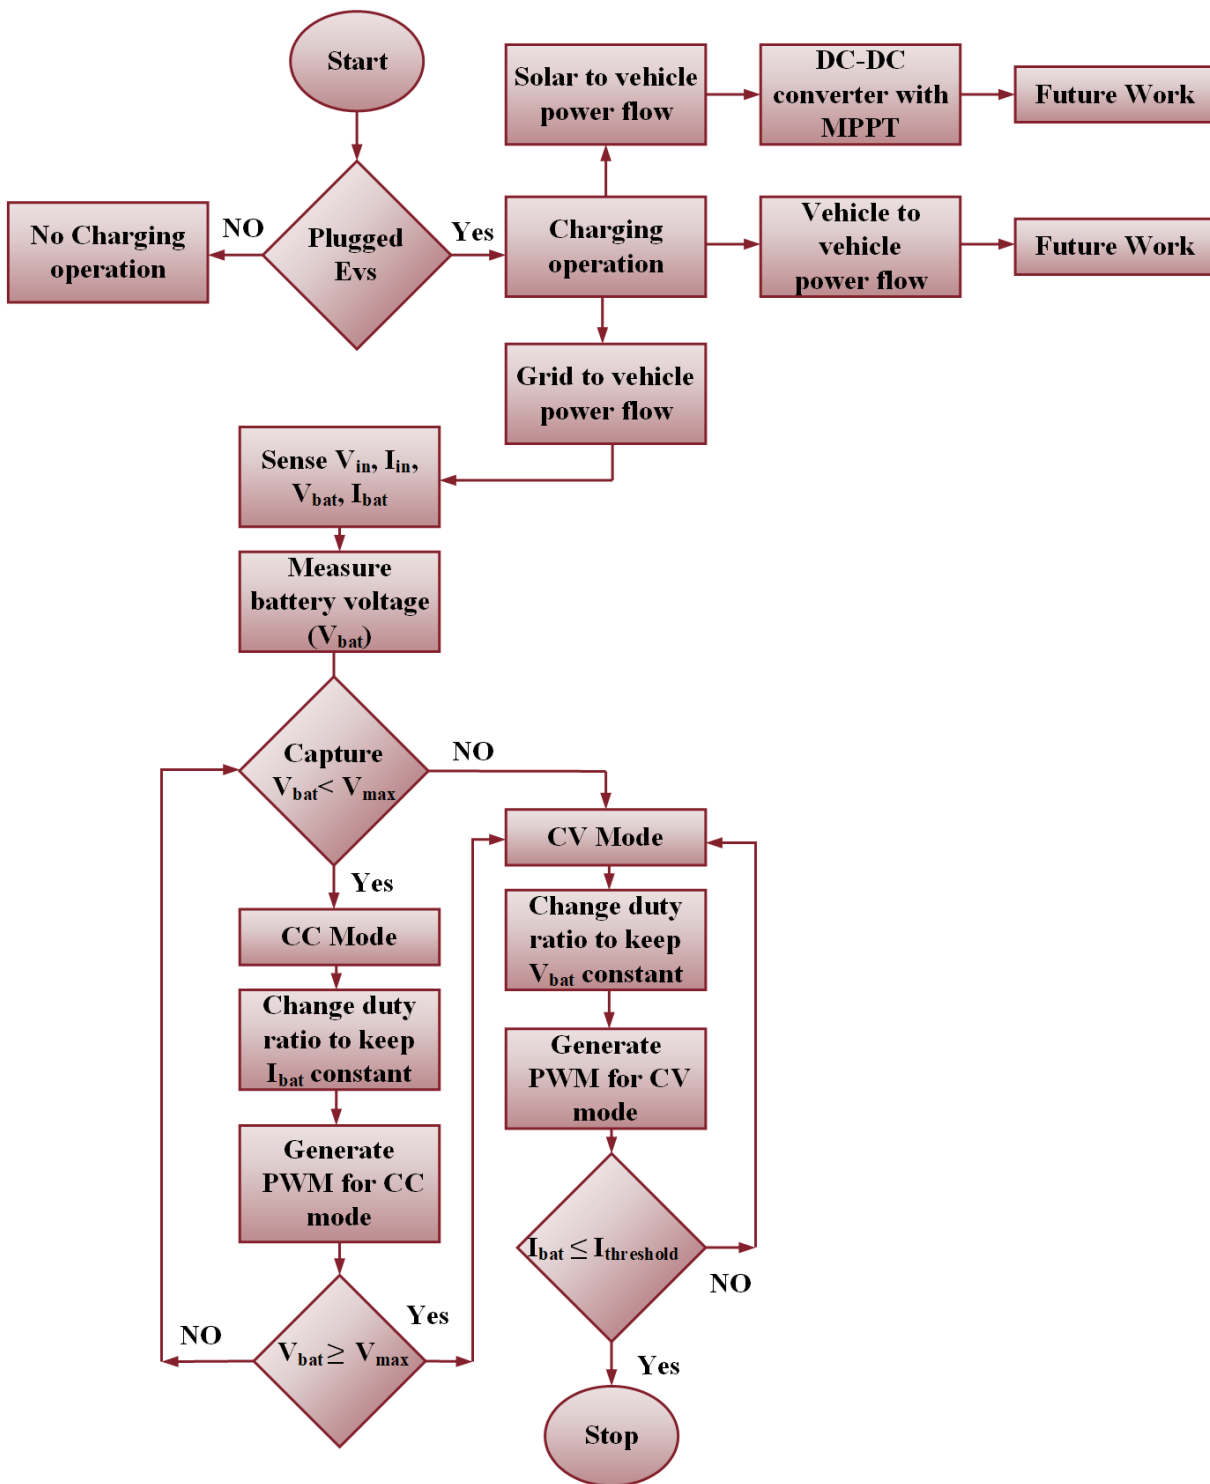 Start
Solar to vehicle
power flow
DC-DC
converter with
MPPT
Future Work
No Charging
operation
NO
Plugged
Evs
Yes
Charging
operation
Vehicle to
vehicle
power flow
Future Work
Grid to vehicle
power flow
Sense Vin, Iin,
Vbat, Ibat
Measure
battery voltage
(Vbat)
Capture
Vbat< Vmax
NO
Yes
CC Mode
Change duty
ratio to keep
Ibat constant
Generate
PWM for CC
mode
Vbat ≥ Vmax
NO
Yes
CV Mode
Change duty
ratio to keep
Vbat constant
Generate
PWM for CV
mode
Ibat ≤ Ithreshold
NO
Yes
Stop